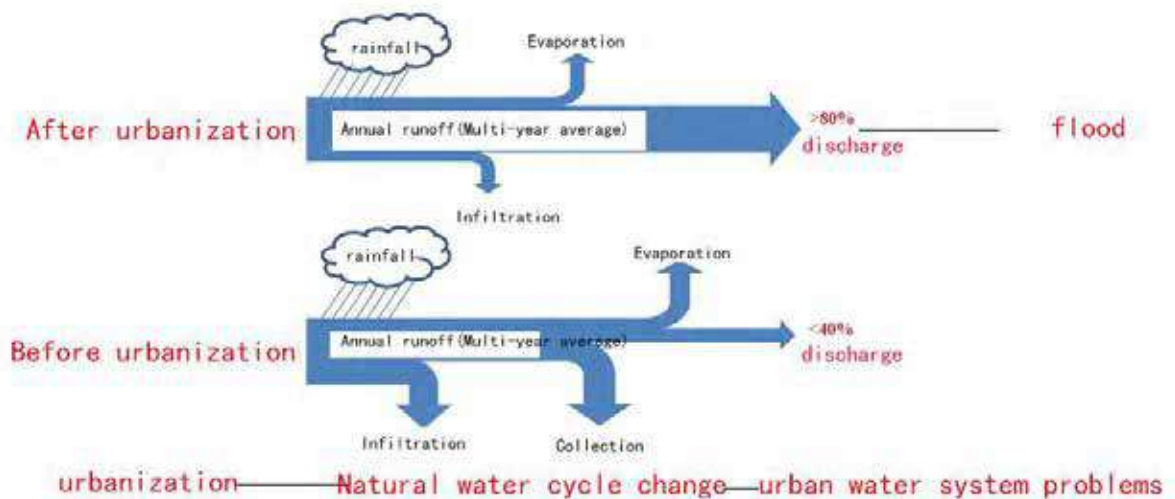 rainfall
Evaporation
After urbanization
Annual runoff(Multi-year average)
>80%
discharge
flood
Infiltration
rainfall
Evaporation
Before urbanization
Annual runoff(Multi-year average)
<40%
discharge
Infiltration
Collection
urbanization
Natural water cycle change
urban water system problems